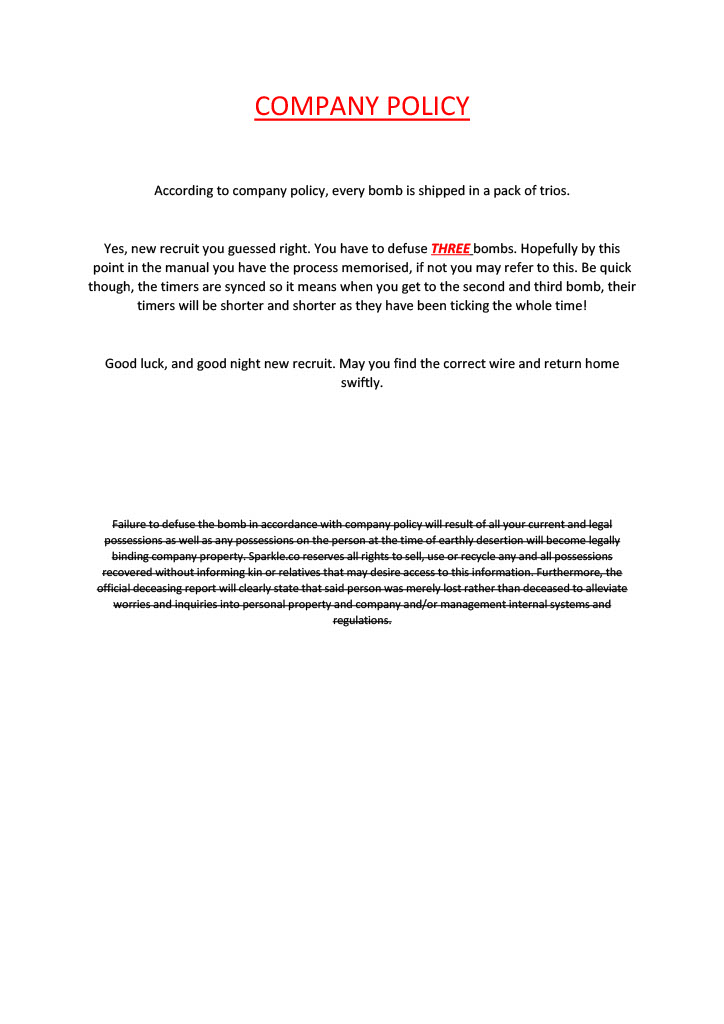 COMPANY POLICY
According to company policy, every bomb is shipped in a pack of trios.
Yes, new recruit you guessed right. You have to defuse THREE bombs. Hopefully by this
point in the manual you have the process memorised, if not you may refer to this. Be quick
though, the timers are synced so it means when you get to the second and third bomb, their
timers will be shorter and shorter as they have been ticking the whole time!
Good luck, and good night new recruit. May you find the correct wire and return home
swiftly.
Failure to defuse the bomb in accordance with company policy will result of all your current and legal
possessions as well as any possessions on the person at the time of earthly desertion will become legally
binding company property. Sparkle.co reserves all rights to sell, use or recycle any and all possessions
recovered without informing kin or relatives that may desire access to this information. Furthermore, the
official deceasing report will clearly state that said person was merely lost rather than deceased to alleviate
worries and inquiries into personal property and company and/or management internal systems and
regulations.